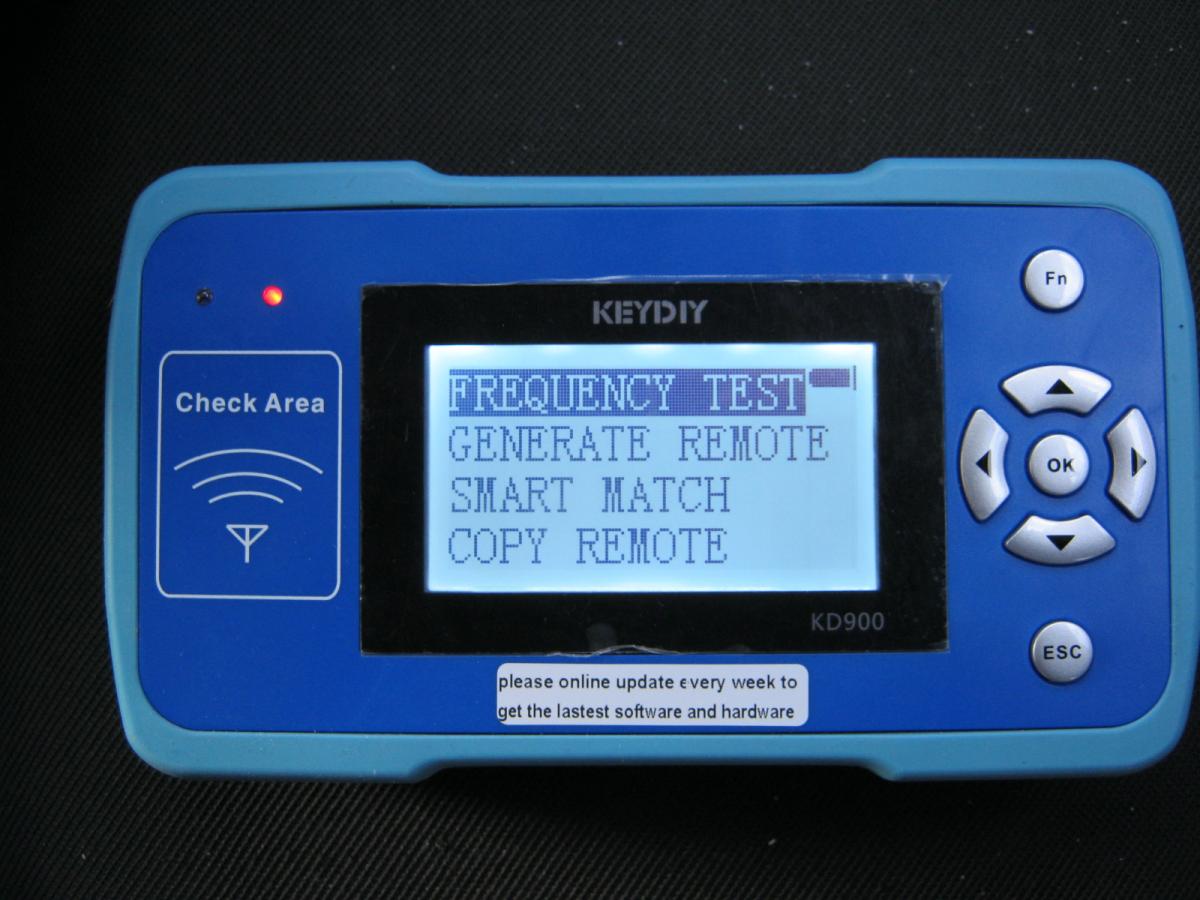 KEYDIY
FREQUENCY TEST
GENERATE REMOTE
SMART MATCH
COPY REMOTE
KD900
Check Area
Fn
OK
ESC
please online update every week to
get the lastest software and hardware